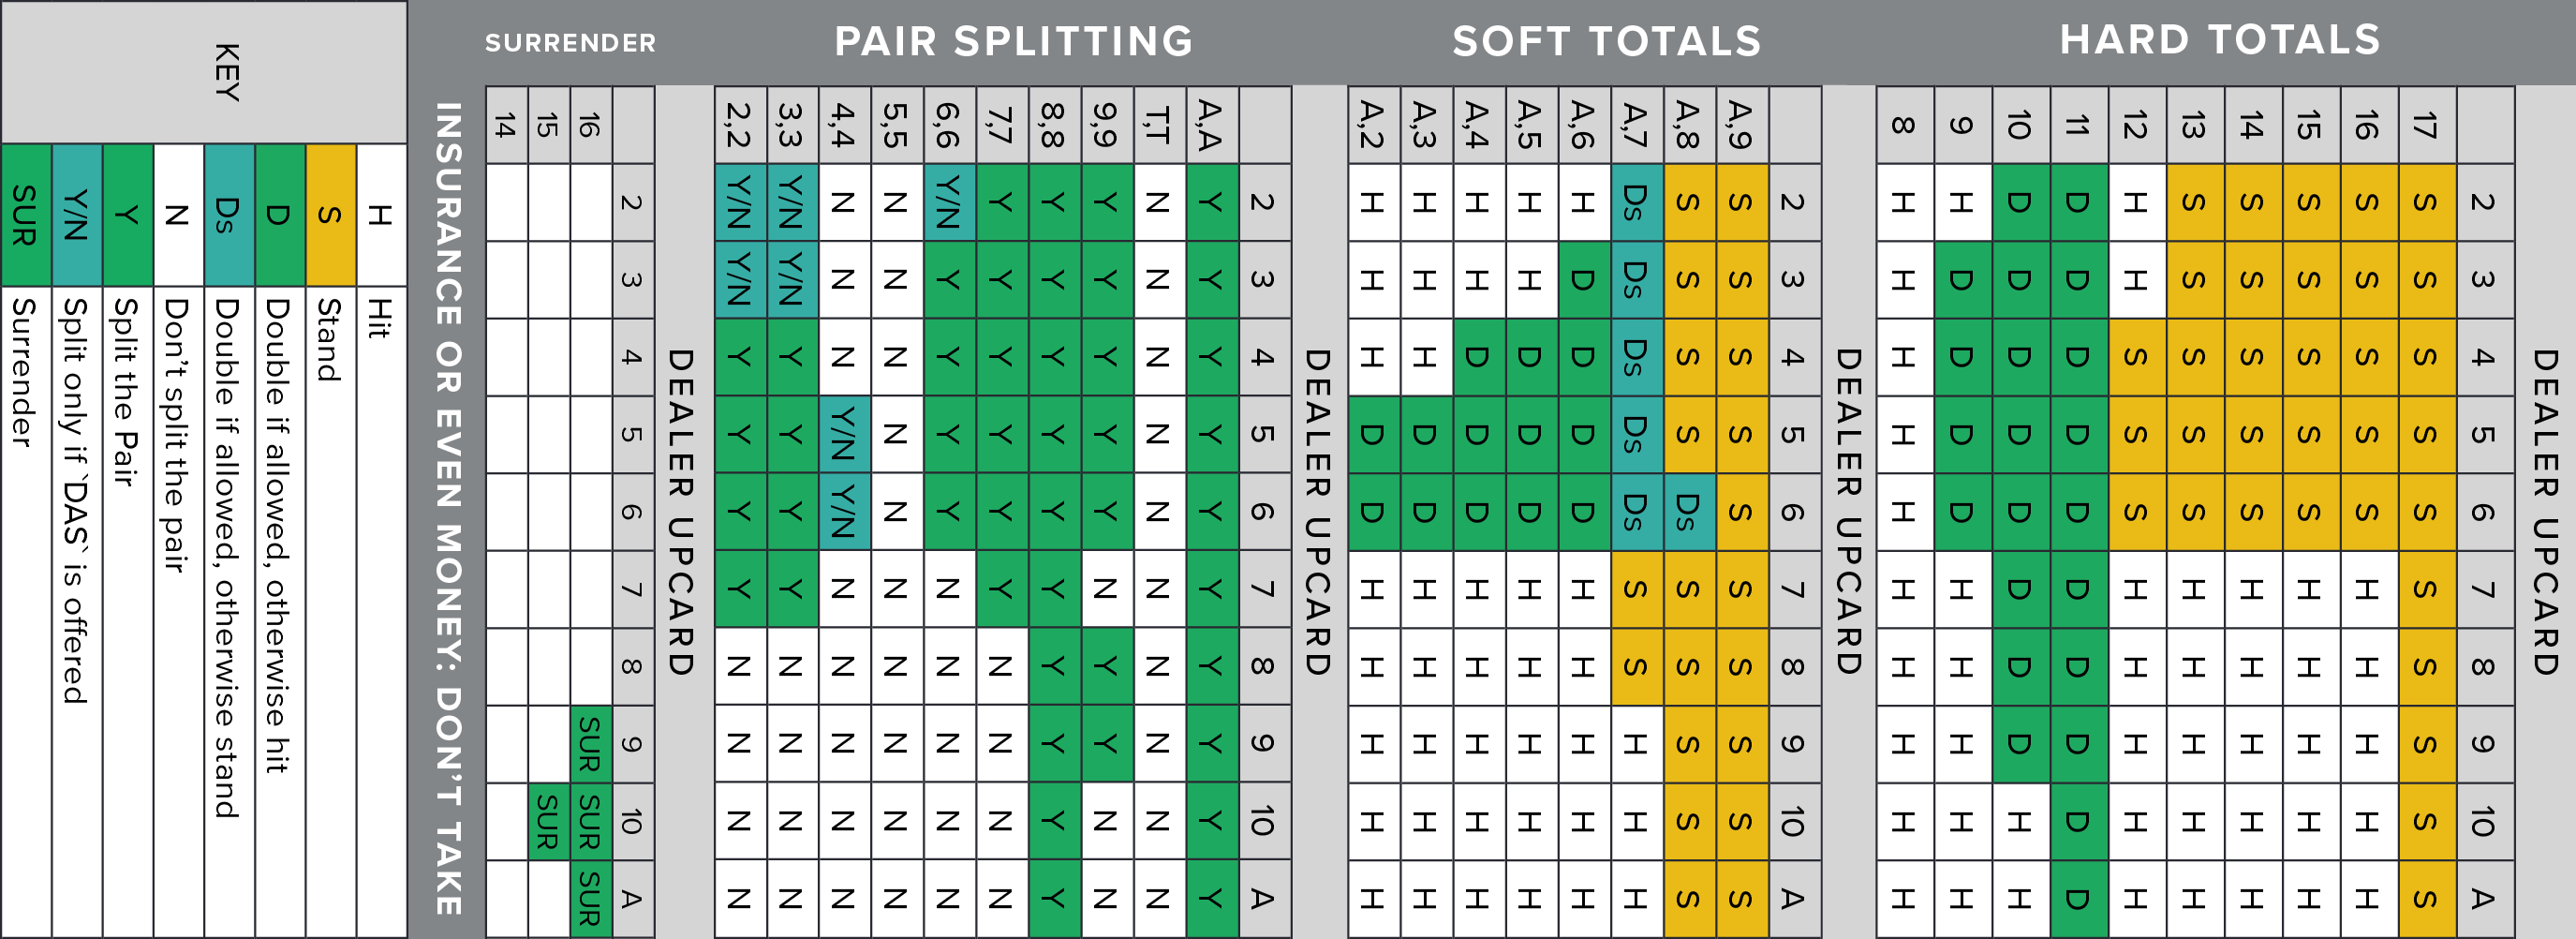 HARD TOTALS
DEALER UPCARD
2 3 4 5 6 7 8 9 10 A
17 S S S S S S S S S S
16 S S S S S H H H H H
15 S S S S S H H H H H
14 S S S S S H H H H H
13 S S S S S H H H H H
12 H H S S S H H H H H
11 D D D D D D D D D D
10 D D D D D D D D H H
9 H D D D D H H H H H
8 H H H H H H H H H H
SOFT TOTALS
DEALER UPCARD
2 3 4 5 6 7 8 9 10 A
A,9 S S S S S S S S S S
A,8 S S S S Ds S S S S S
A,7 Ds Ds Ds Ds Ds S S H H H
A,6 H D D D D H H H H H
A,5 H H D D D H H H H H
A,4 H H D D D H H H H H
A,3 H H H D D H H H H H
A,2 H H H D D H H H H H
PAIR SPLITTING
DEALER UPCARD
2 3 4 5 6 7 8 9 10 A
A,A Y Y Y Y Y Y Y Y Y Y
T,T N N N N N N N N N N
9,9 Y Y Y Y Y N Y Y N N
8,8 Y Y Y Y Y Y Y Y Y Y
7,7 Y Y Y Y Y Y N N N N
6,6 Y/N Y Y Y Y N N N N N
5,5 N N N N N N N N N N
4,4 N N N Y/N Y/N N N N N N
3,3 Y/N Y/N Y Y Y Y N N N N
2,2 Y/N Y/N Y Y Y Y N N N N
SURRENDER
DEALER UPCARD
2 3 4 5 6 7 8 9 10 A
16 SUR SUR SUR
15 SUR
14
INSURANCE OR EVEN MONEY: DON'T TAKE
KEY
H Hit
S Stand
D Double if allowed, otherwise hit
Ds Double if allowed, otherwise stand
N Don't split the pair
Y Split the Pair
Y/N Split only if `DAS` is offered
SUR Surrender